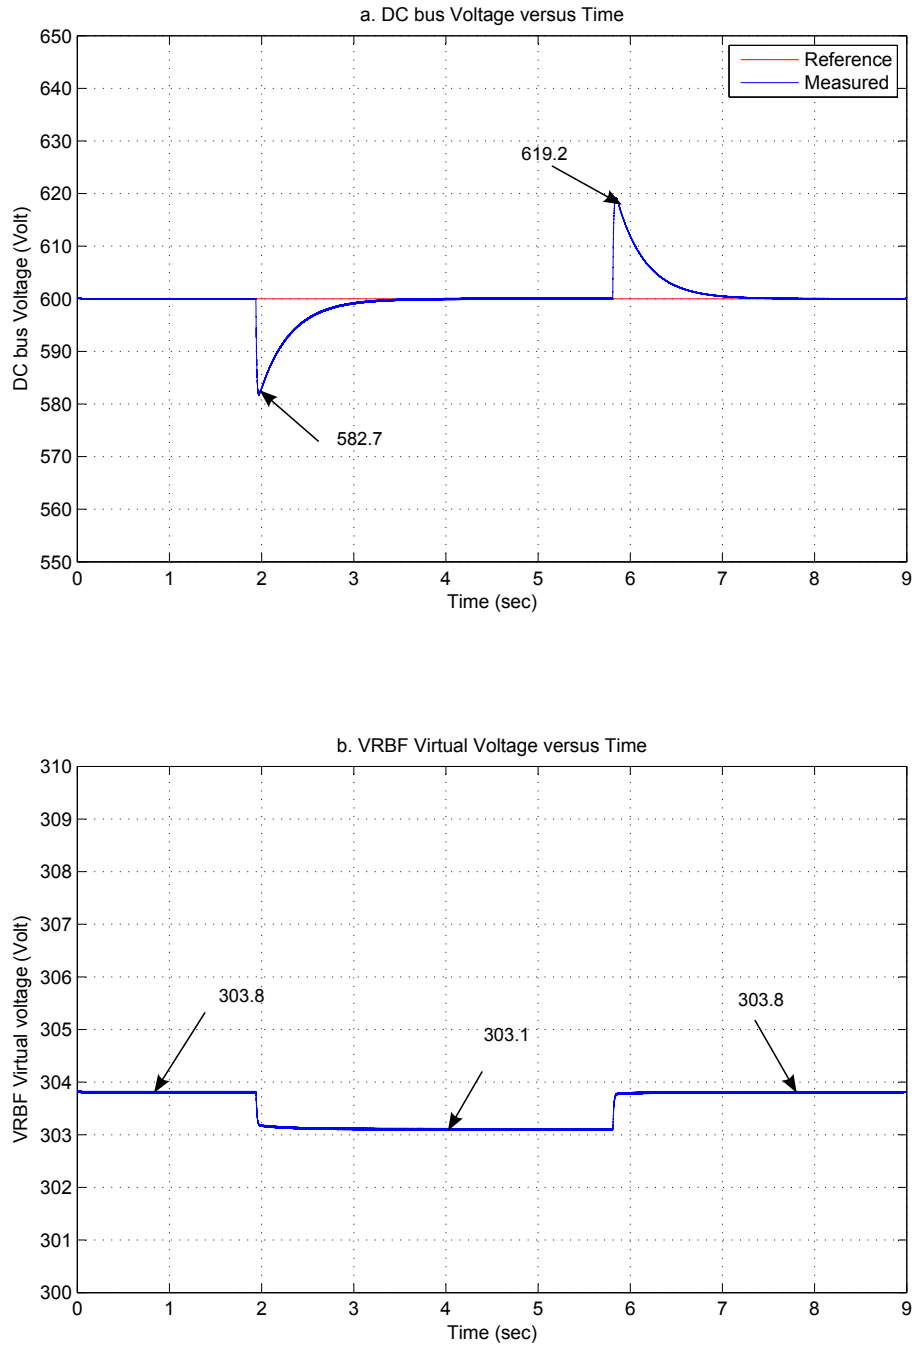 a. DC bus Voltage versus Time
650
640
630
620
610
600
590
580
570
560
550
DC bus Voltage (Volt)
Reference
Measured
619.2
582.7
0 1 2 3 4 5 6 7 8 9
Time (sec)
b. VRBF Virtual Voltage versus Time
310
309
308
307
306
305
304
303
302
301
300
VRBF Virtual voltage (Volt)
303.8
303.1
303.8
0 1 2 3 4 5 6 7 8 9
Time (sec)